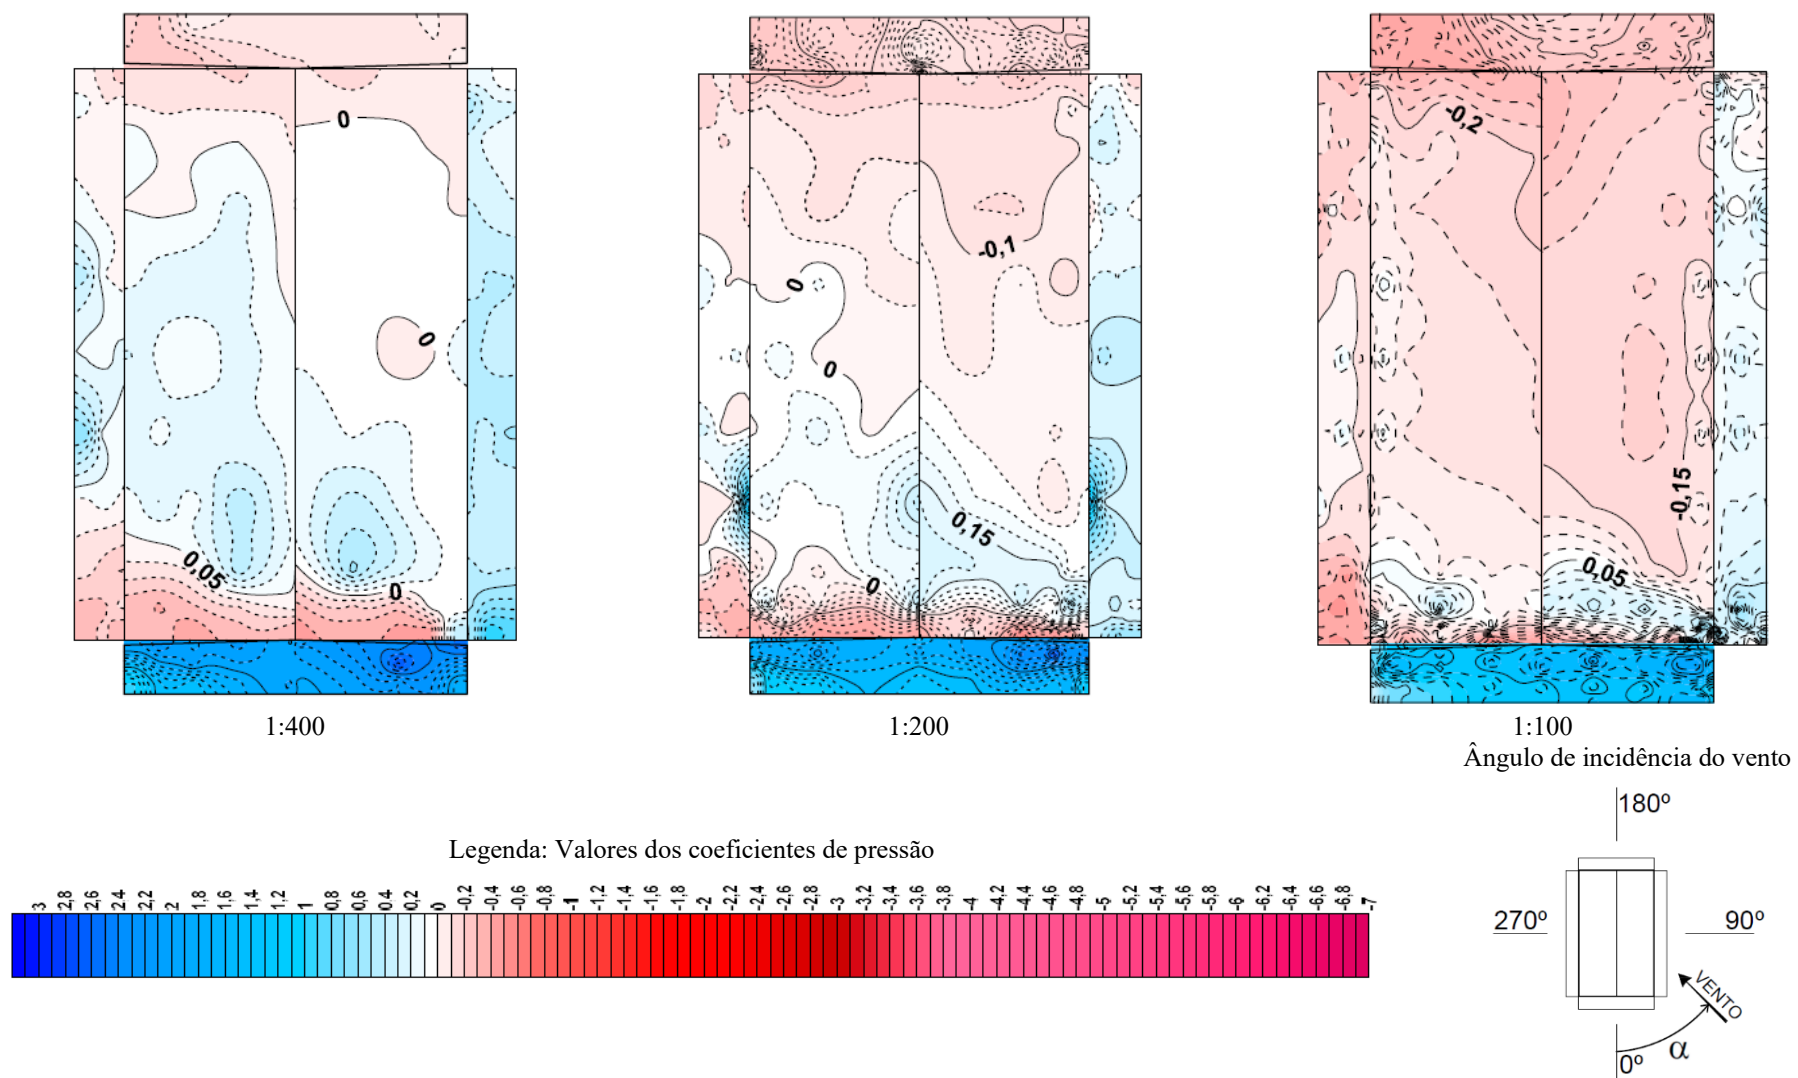 0
0
0,05
0
-0,1
0
0
0,15
0
-0,2
-0,15
0,05
1:400
1:200
1:100
Ângulo de incidência do vento
180º
270º
90º
VENTO
α
0º
Legenda: Valores dos coeficientes de pressão
3 2,8 2,6 2,4 2,2 2 1,8 1,6 1,4 1,2 1 0,8 0,6 0,4 0,2 0 -0,2 -0,4 -0,6 -0,8 -1 -1,2 -1,4 -1,6 -1,8 -2 -2,2 -2,4 -2,6 -2,8 -3 -3,2 -3,4 -3,6 -3,8 -4 -4,2 -4,4 -4,6 -4,8 -5 -5,2 -5,4 -5,6 -5,8 -6 -6,2 -6,4 -6,6 -6,8 -7